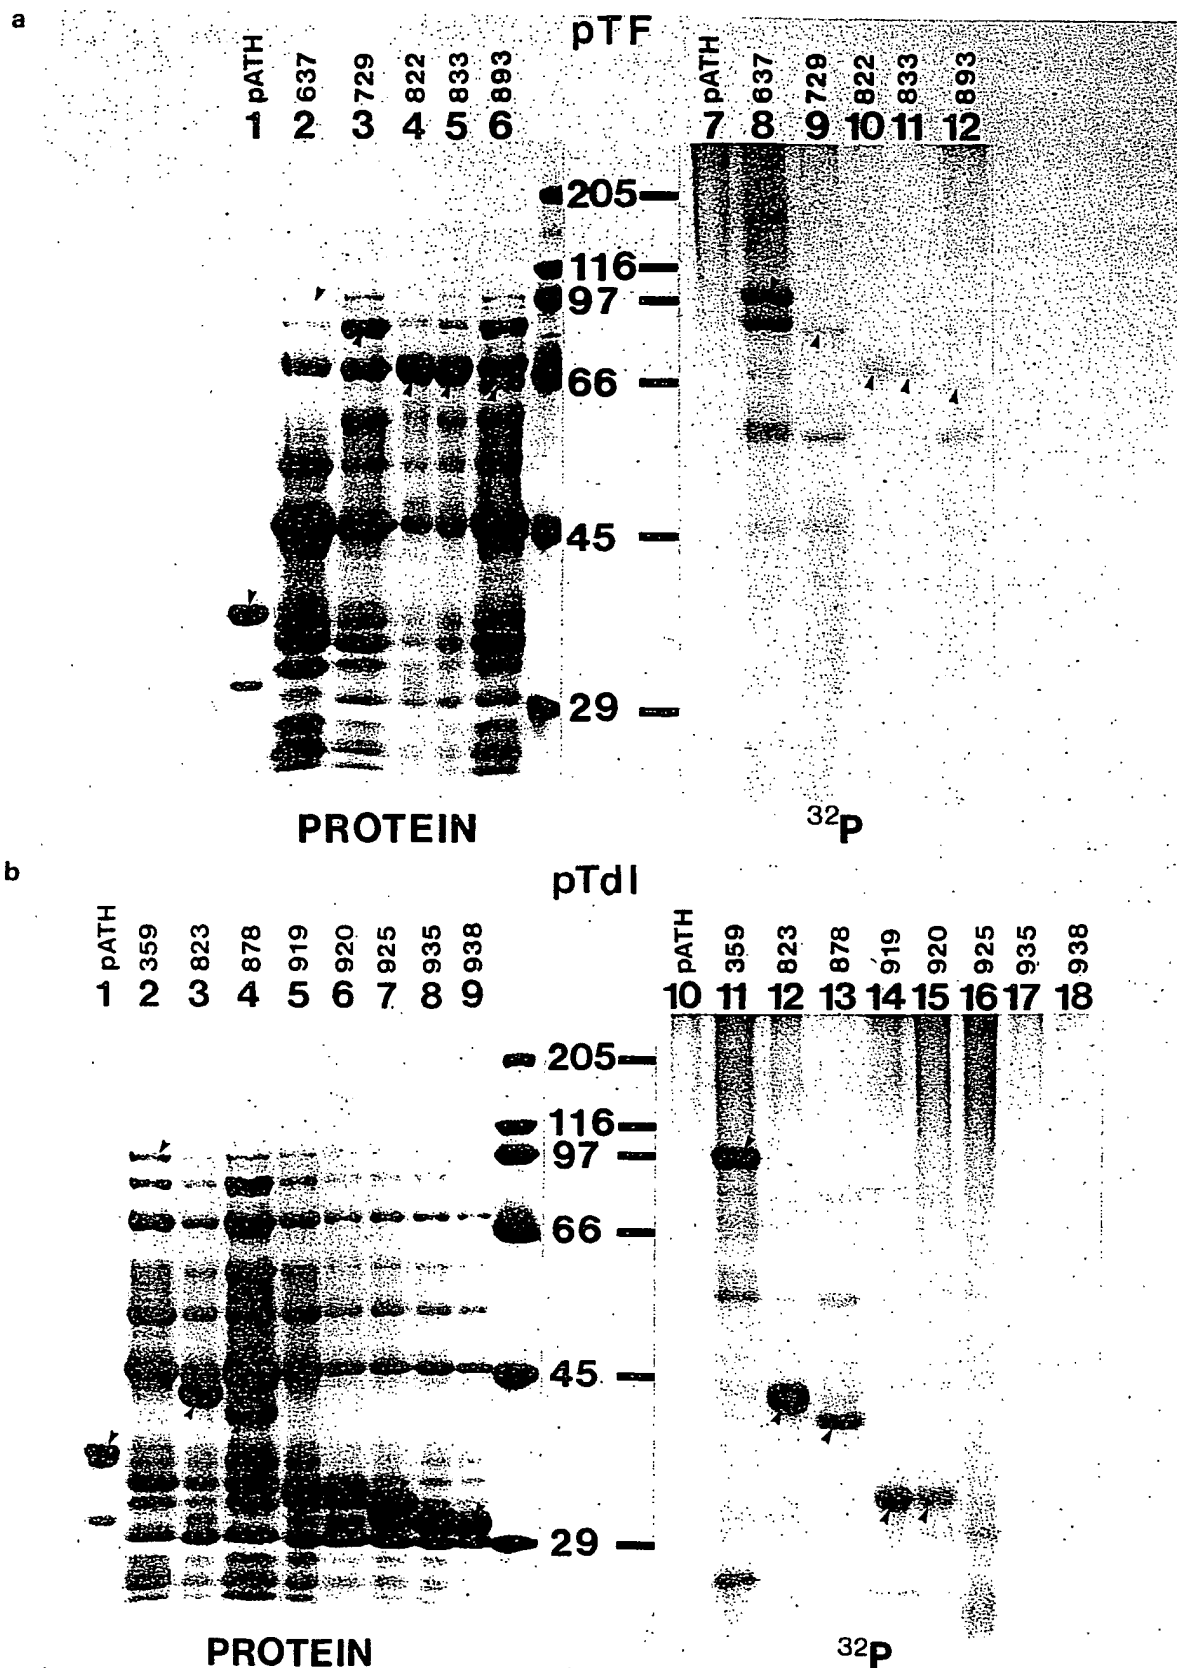 a
pTF
pATH 637 729 822 833 893
1 2 3 4 5 6
pATH 637 729 822 833 893
7 8 9 10 11 12
205
116
97
66
45
29
PROTEIN
32P
b
pTdI
pATH 359 823 878 919 920 925 935 938
1 2 3 4 5 6 7 8 9
pATH 359 823 878 919 920 925 935 938
10 11 12 13 14 15 16 17 18
205
116
97
66
45
29
PROTEIN
32P